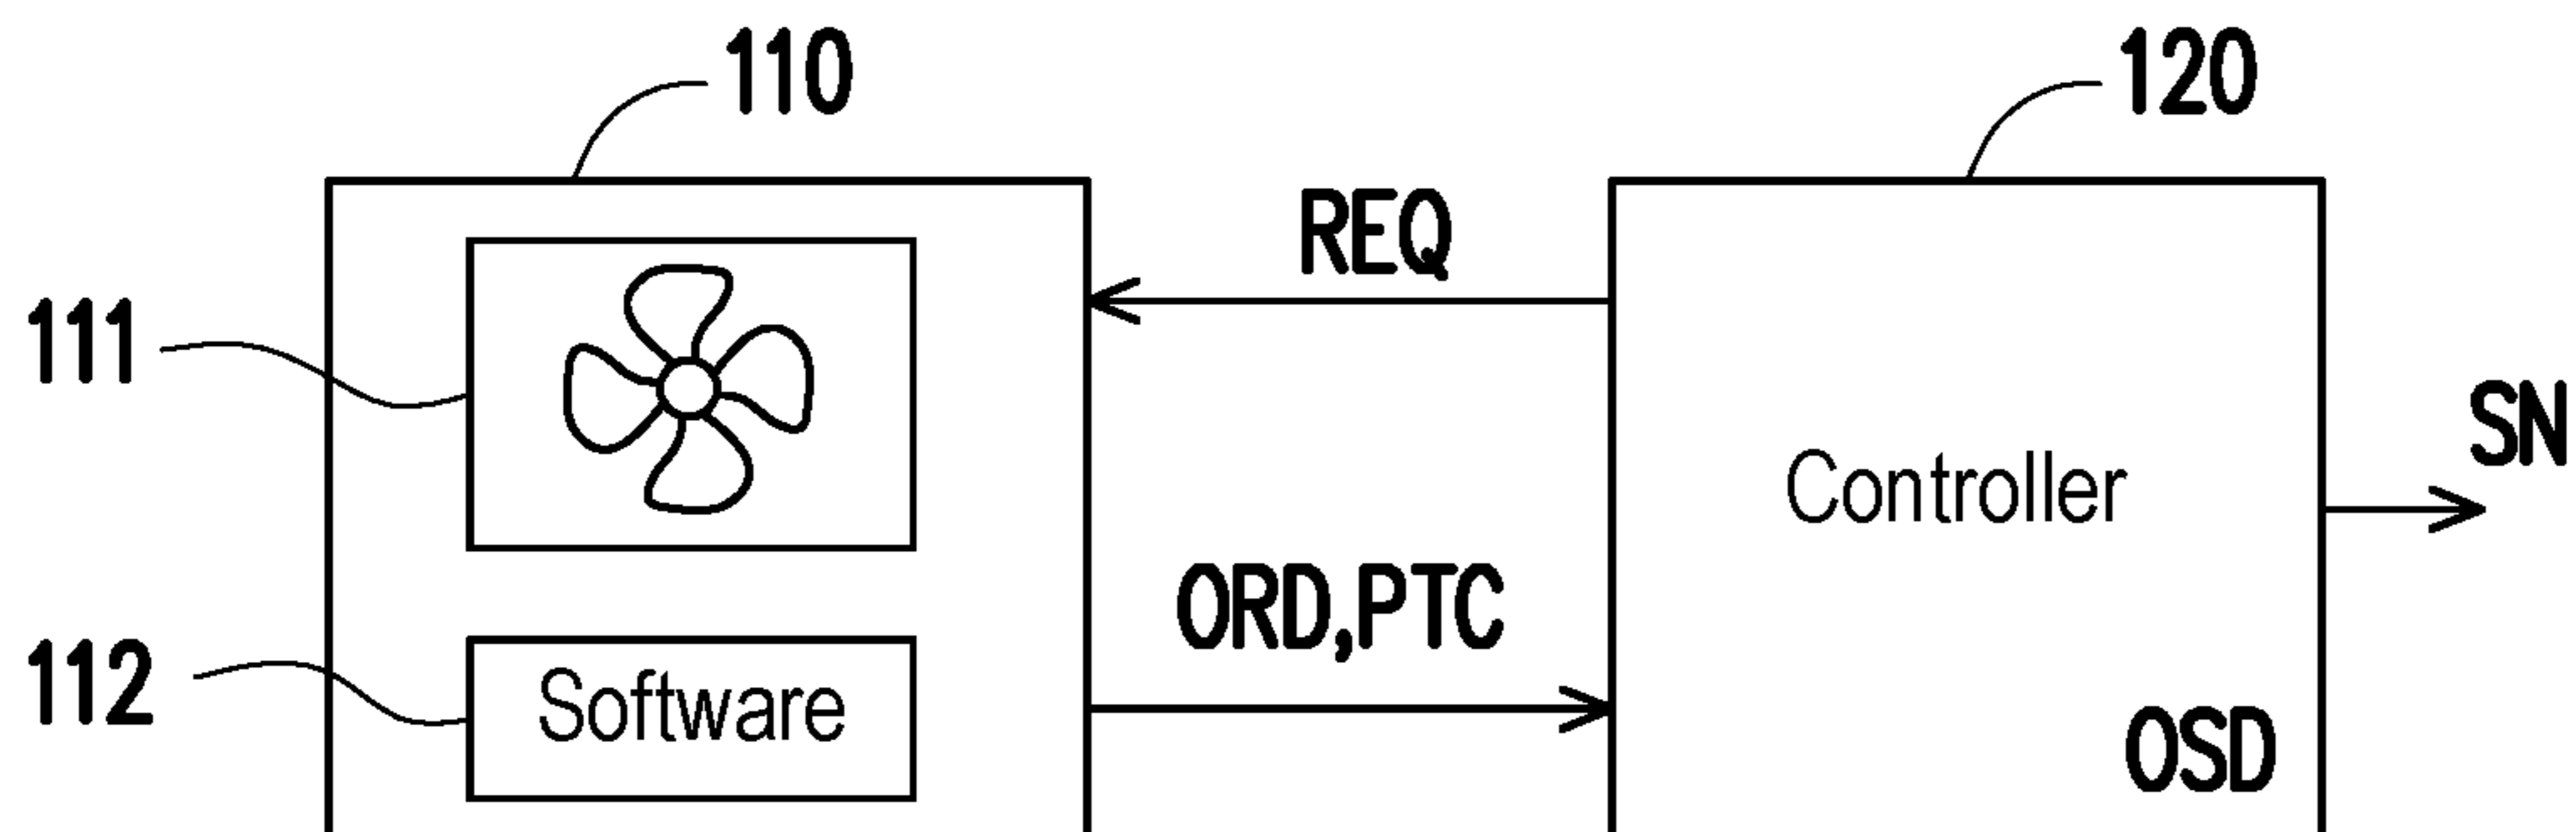 110
120
REQ
111
SN
Controller
ORD,PTC
112
Software
OSD